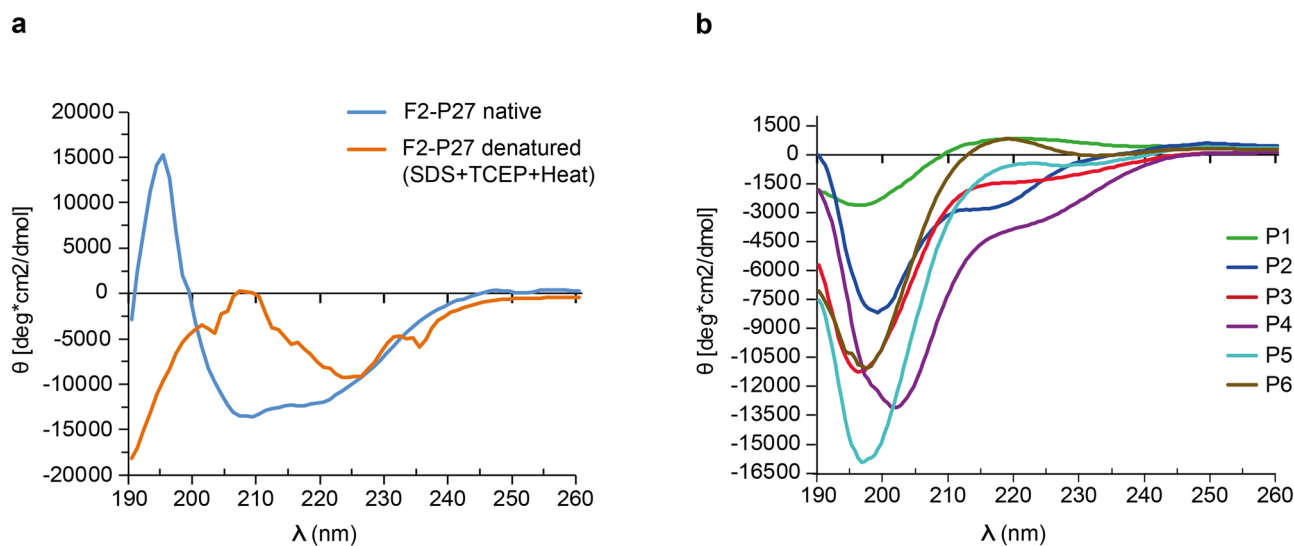 a
b
F2-P27 native
F2-P27 denatured
(SDS+TCEP+Heat)
20000
15000
10000
5000
0
-5000
-10000
-15000
-20000
θ [deg*cm2/dmol]
190 200 210 220 230 240 250 260
λ (nm)
1500
0
-1500
-3000
-4500
-6000
-7500
-9000
-10500
-12000
-13500
-15000
-16500
θ [deg*cm2/dmol]
P1
P2
P3
P4
P5
P6
190 200 210 220 230 240 250 260
λ (nm)